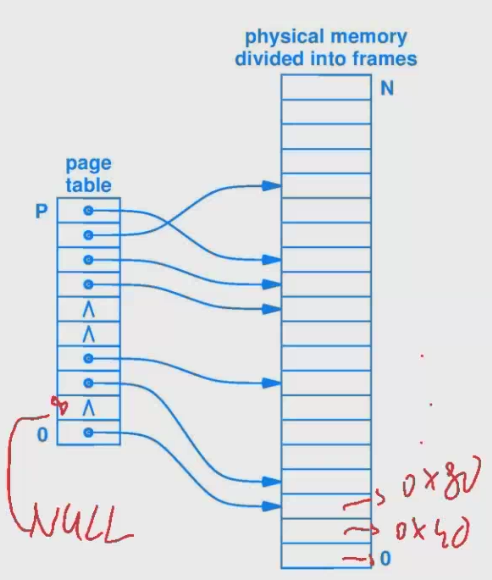 physical memory
divided into frames
N
page
table
P
0
NULL
0x80
0x40
0